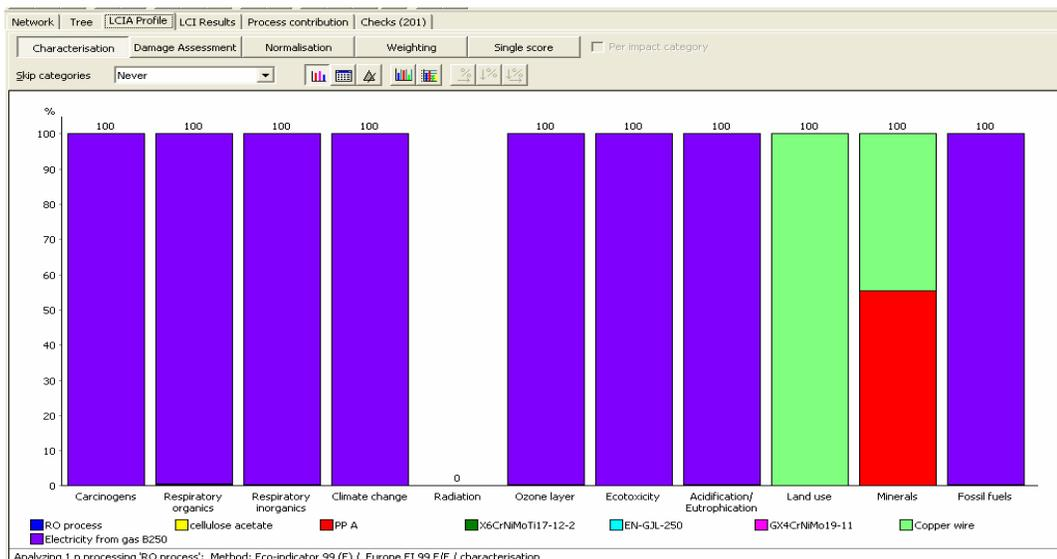 Network Tree LCIA Profile LCI Results Process contribution Checks (201)
Characterisation Damage Assessment Normalisation Weighting Single score Per impact category
Skip categories Never
%
100 100 100 100 100 100 100 100 100 100
100
90
80
70
60
50
40
30
20
10
0
0
Carcinogens Respiratory organics Respiratory inorganics Climate change Radiation Ozone layer Ecotoxicity Acidification/ Eutrophication Land use Minerals Fossil fuels
RO process cellulose acetate PP A X6CrNiMoTi17-12-2 EN-GJL-250 GX4CrNiMo19-11 Copper wire
Electricity from gas B250
Analyzing 1 p processing 'RO process'; Method: Eco-indicator 99 (E) / Europe EI 99 E/E / characterisation